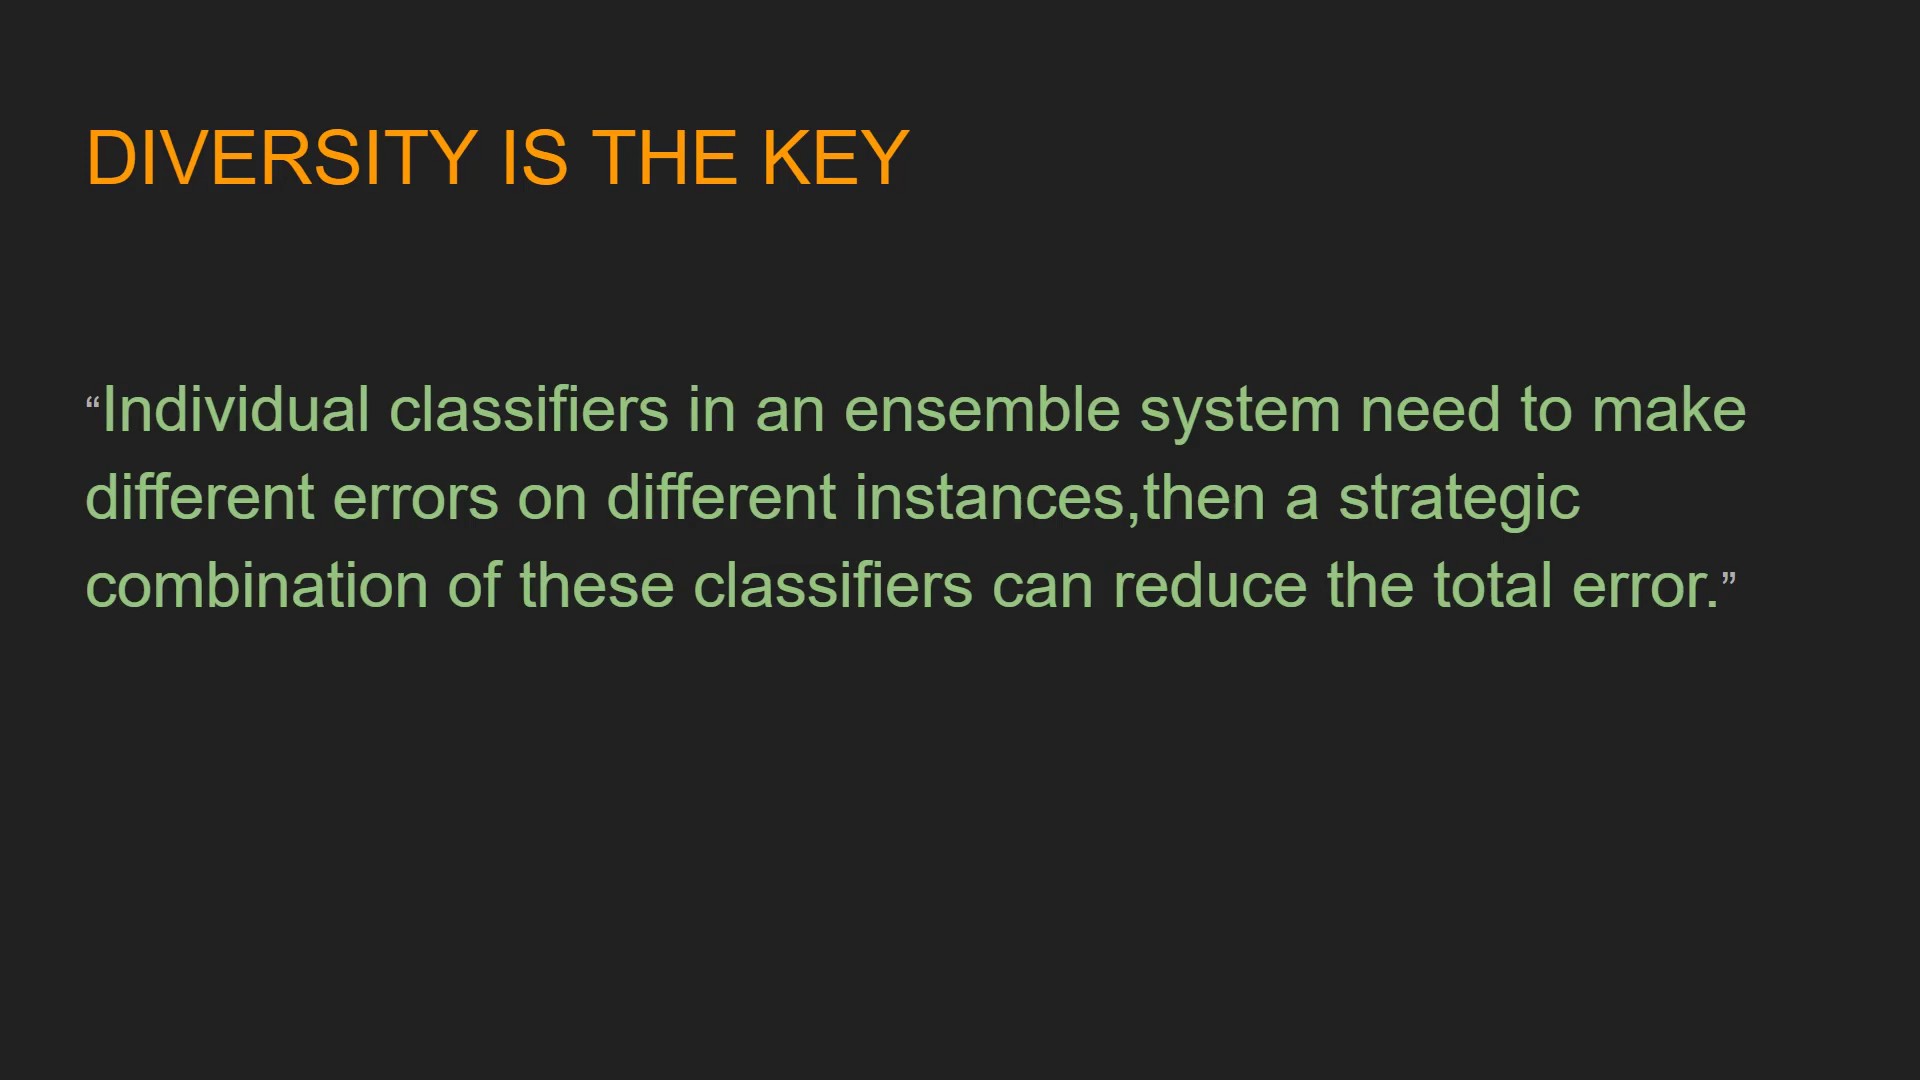 DIVERSITY IS THE KEY
“Individual classifiers in an ensemble system need to make
different errors on different instances,then a strategic
combination of these classifiers can reduce the total error.”